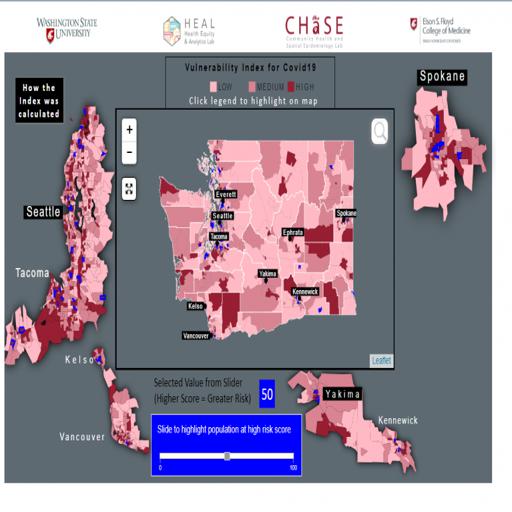 WASHINGTON STATE
UNIVERSITY
HEAL
Health Equity
& Analytics Lab
CHaSE
Community Health and
Spatial Epidemiology Lab
Elson S. Floyd
College of Medicine
Vulnerability Index for Covid19
LOW MEDIUM HIGH
Click legend to highlight on map
How the
Index was
calculated
Spokane
+
−
Seattle
Tacoma
Everett
Seattle
Tacoma
Spokane
Ephrata
Yakima
Kennewick
Kelso
Vancouver
Leaflet
Kelso
Vancouver
Selected Value from Slider
(Higher Score = Greater Risk)
50
Slide to highlight population at high risk score
0
100
Yakima
Kennewick